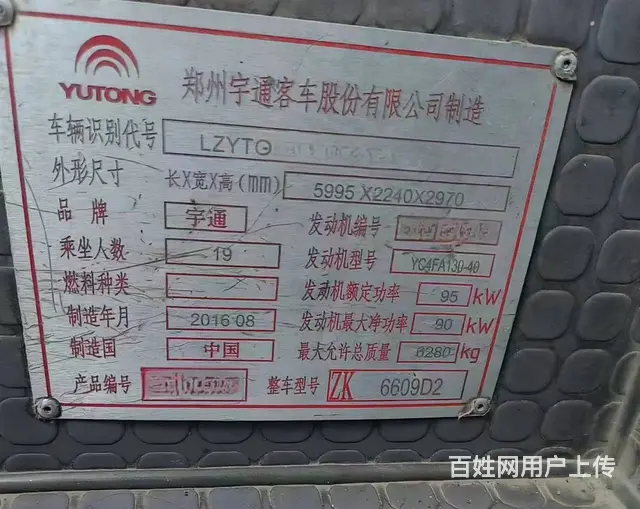 YUTONG
郑州宇通客车股份有限公司制造
车辆识别代号 LZYT
外形尺寸 长X宽X高(mm) 5995X2240X2970
品牌 宇通 发动机编号
乘坐人数 19 发动机型号 YC4FA130-40
燃料种类 发动机额定功率 95 kW
制造年月 2016 08 发动机最大净功率 90 kW
制造国 中国 最大允许总质量 6280 kg
产品编号 整车型号 ZK 6609D2
百姓网用户上传